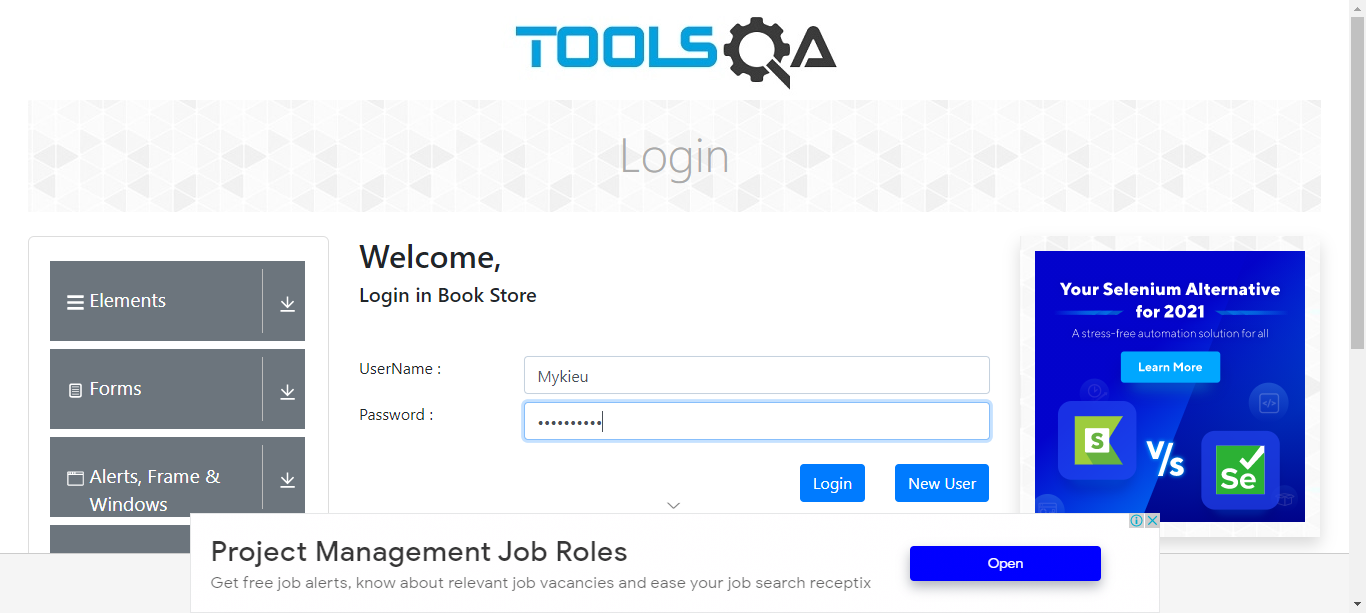 TOOLSQA
Login
Elements
Forms
Alerts, Frame &
Windows
Welcome,
Login in Book Store
UserName :
Mykieu
Password :
••••••••••
Login
New User
Your Selenium Alternative
for 2021
A stress-free automation solution for all
Learn More
S
V/s
Se
Project Management Job Roles
Get free job alerts, know about relevant job vacancies and ease your job search receptix
Open